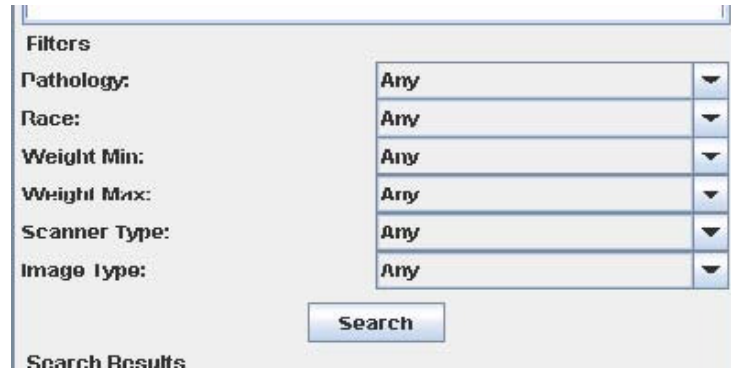 Filters
Pathology: Any
Race: Any
Weight Min: Any
Weight Max: Any
Scanner Type: Any
Image Type: Any
Search
Search Results